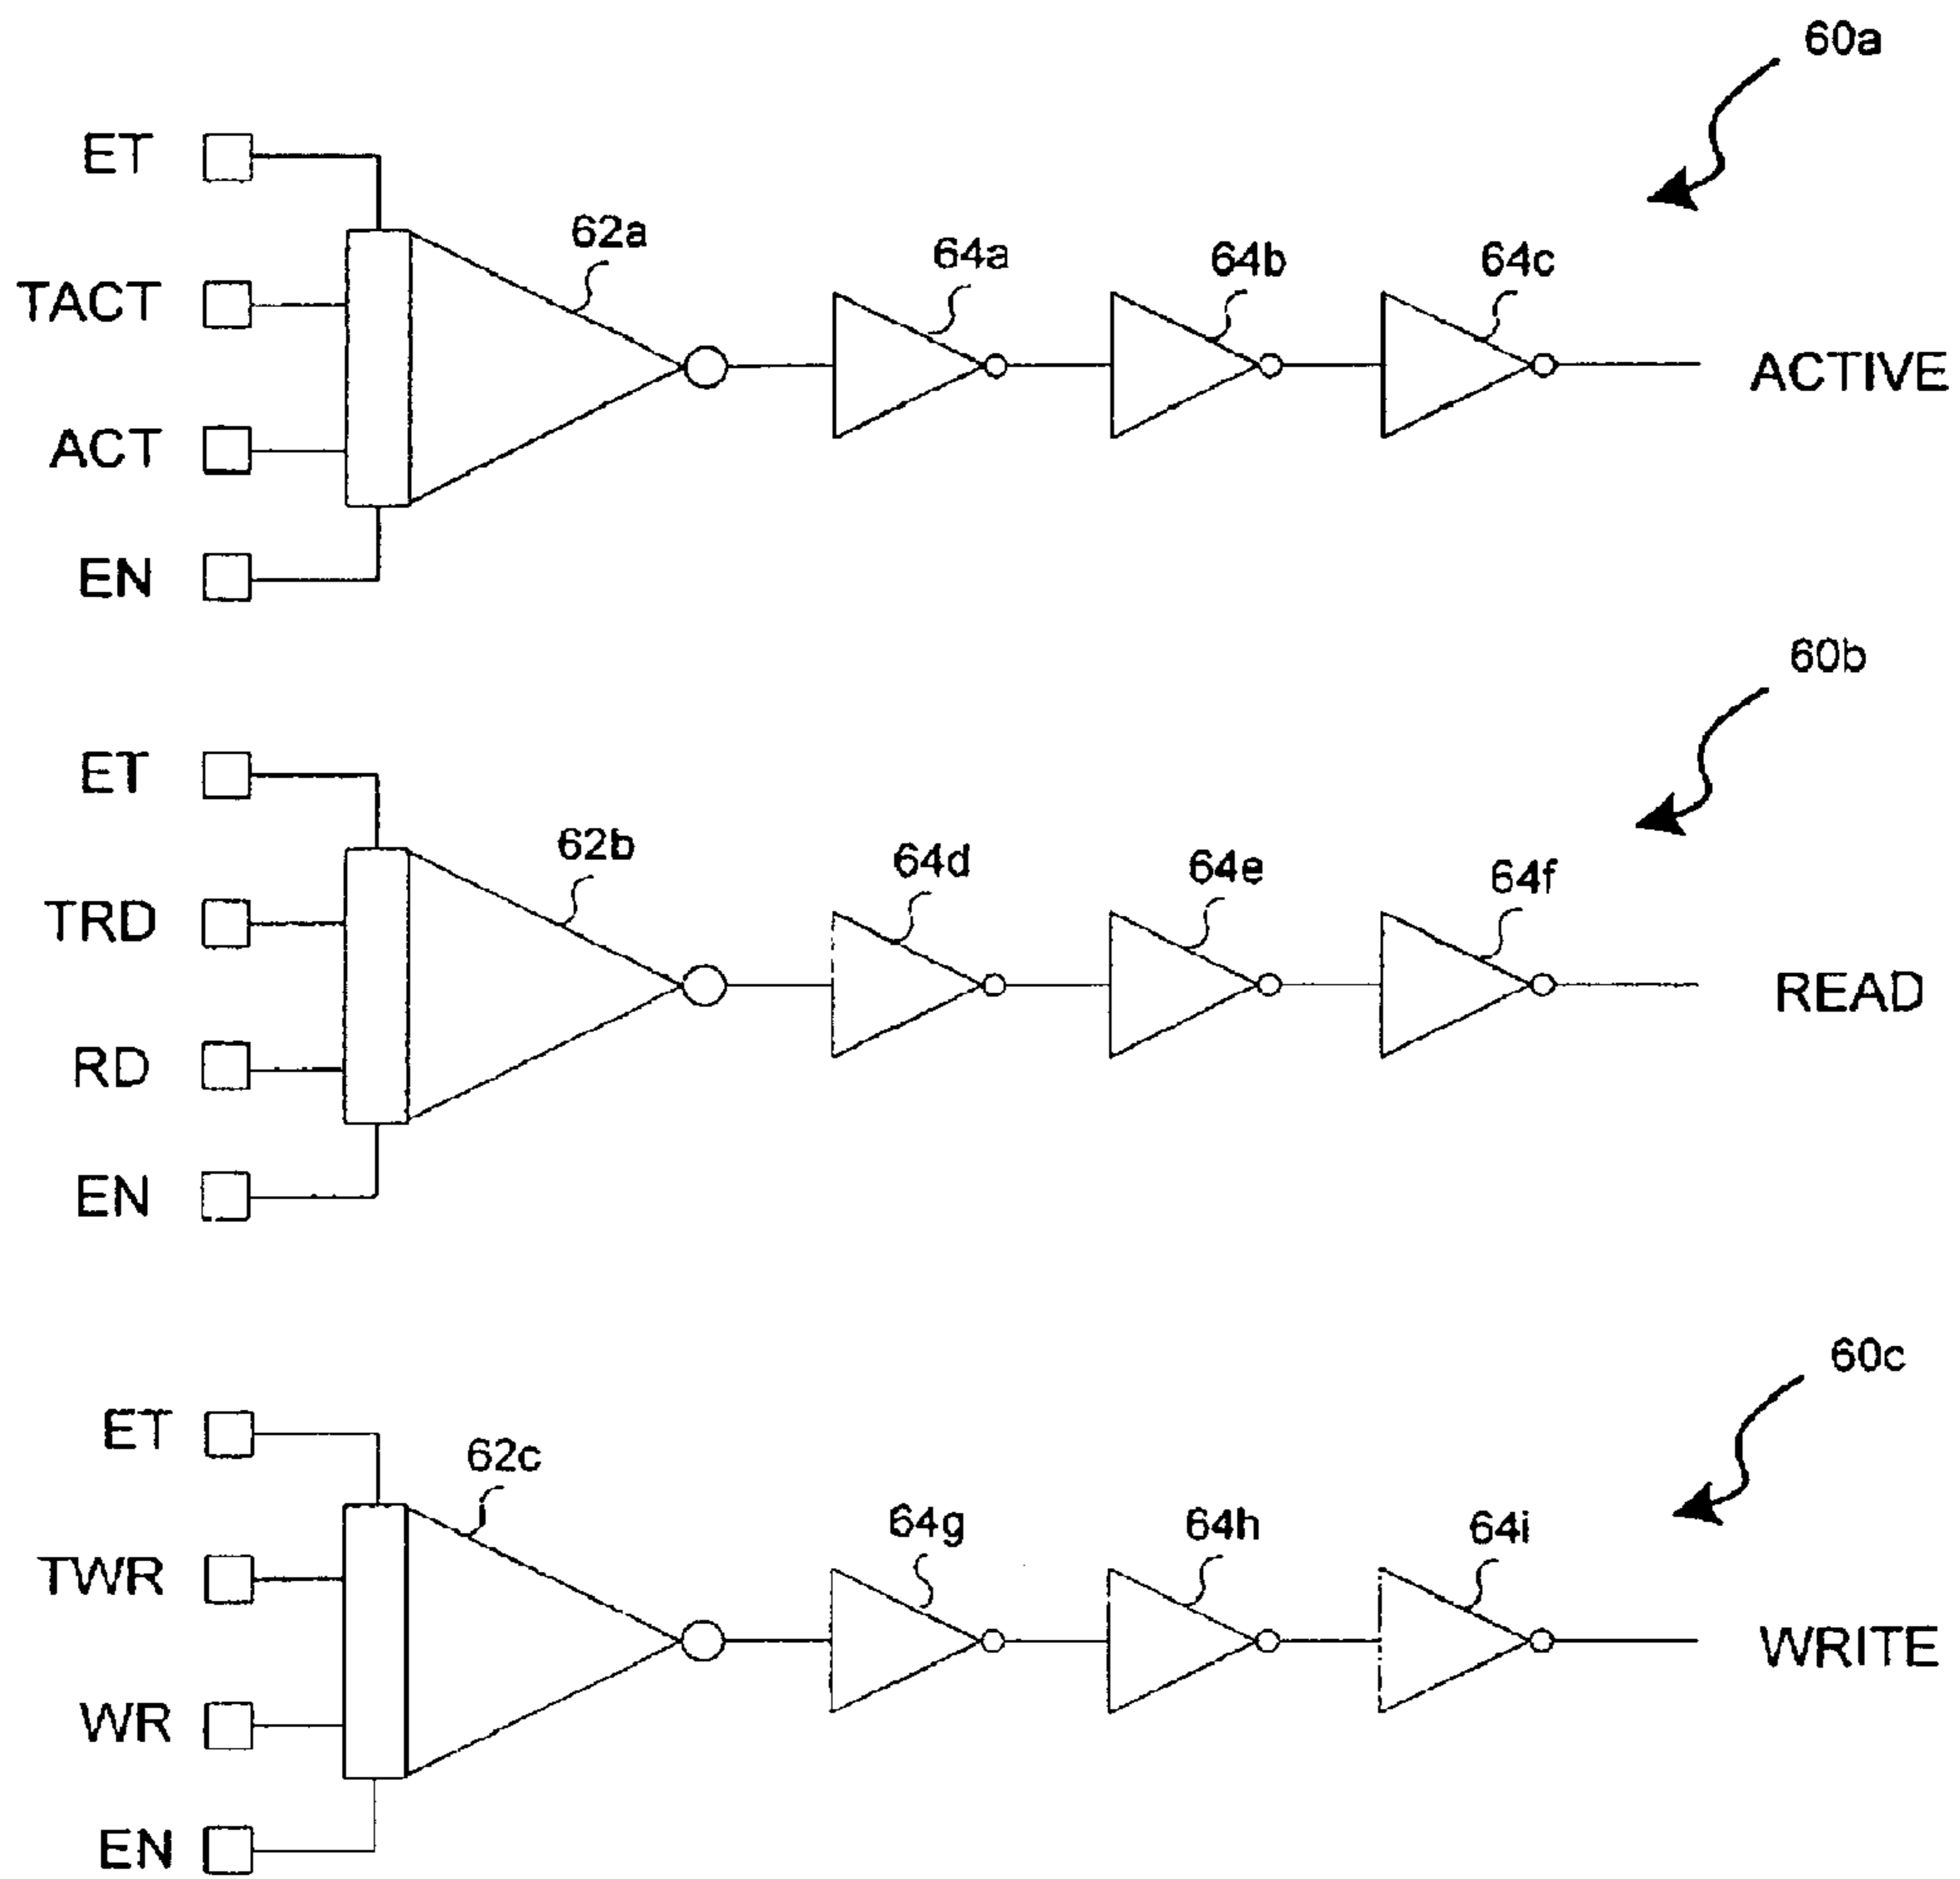 60a
ET
62a
64a
64b
64c
TACT
ACTIVE
ACT
EN
60b
ET
62b
64d
64e
64f
TRD
READ
RD
EN
60c
ET
62c
64g
64h
64i
TWR
WRITE
WR
EN